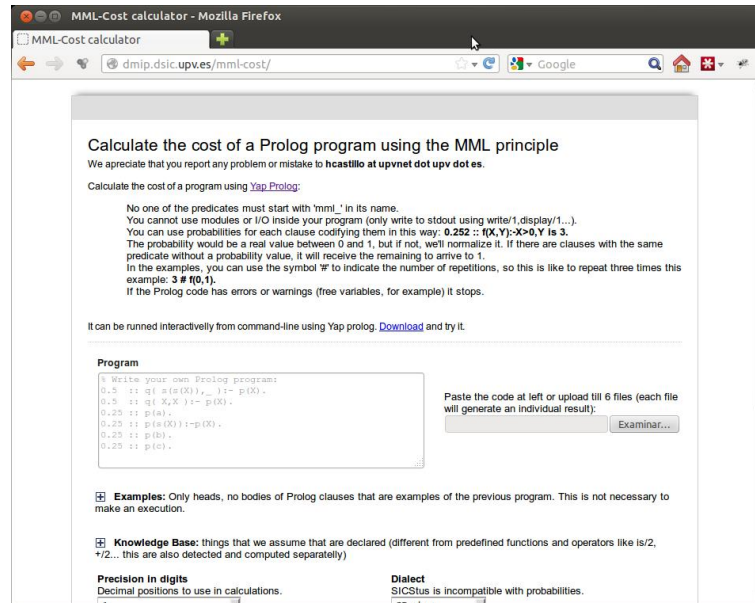 MML-Cost calculator - Mozilla Firefox
MML-Cost calculator
dmip.dsic.upv.es/mml-cost/
Google
Calculate the cost of a Prolog program using the MML principle
We apreciate that you report any problem or mistake to hcastillo at upvnet dot upv dot es.
Calculate the cost of a program using Yap Prolog:
No one of the predicates must start with 'mml_' in its name.
You cannot use modules or I/O inside your program (only write to stdout using write/1,display/1...).
You can use probabilities for each clause codifying them in this way: 0.252 :: f(X,Y):-X>0,Y is 3.
The probability would be a real value between 0 and 1, but if not, we'll normalize it. If there are clauses with the same
predicate without a probability value, it will receive the remaining to arrive to 1.
In the examples, you can use the symbol '#' to indicate the number of repetitions, so this is like to repeat three times this
example: 3 # f(0,1).
If the Prolog code has errors or warnings (free variables, for example) it stops.
It can be runned interactivelly from command-line using Yap prolog. Download and try it.
Program
% Write your own Prolog program:
0.5 :: q( s(s(X)),_ ):- p(X).
0.5 :: q( X,X ):- p(X).
0.25 :: p(a).
0.25 :: p(s(X)):-p(X).
0.25 :: p(b).
0.25 :: p(c).
Paste the code at left or upload till 6 files (each file
will generate an individual result):
Examinar...
Examples: Only heads, no bodies of Prolog clauses that are examples of the previous program. This is not necessary to
make an execution.
Knowledge Base: things that we assume that are declared (different from predefined functions and operators like is/2,
+/2... this are also detected and computed separatelly)
Precision in digits
Decimal positions to use in calculations.
Dialect
SICStus is incompatible with probabilities.